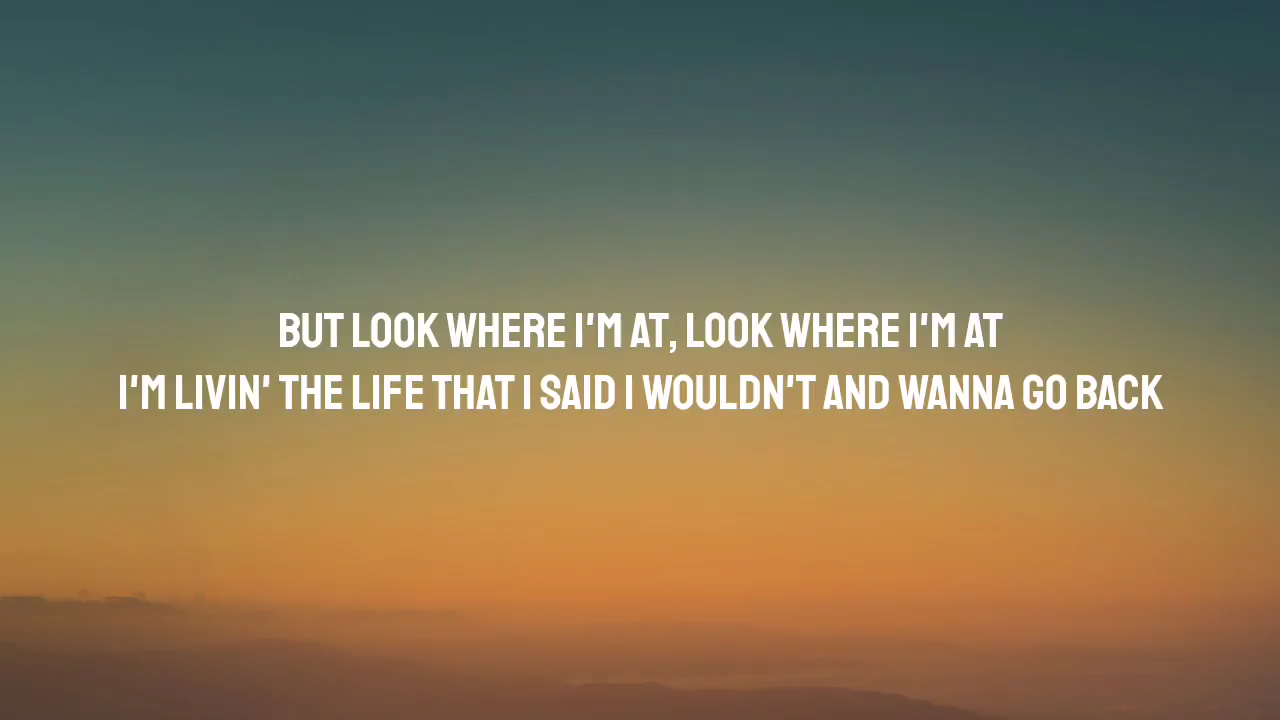 BUT LOOK WHERE I'M AT, LOOK WHERE I'M AT
I'M LIVIN' THE LIFE THAT I SAID I WOULDN'T AND WANNA GO BACK